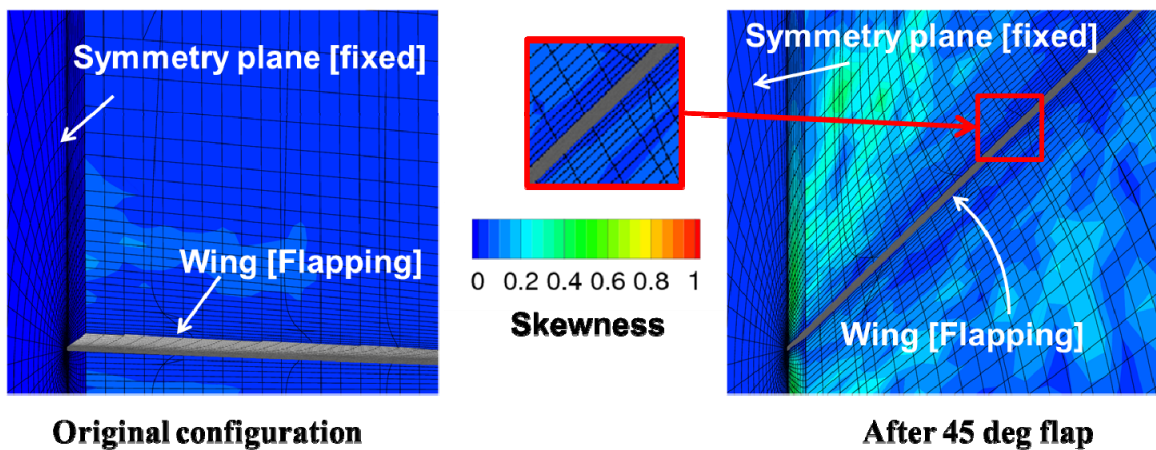 Symmetry plane [fixed]
Wing [Flapping]
Original configuration
0 0.2 0.4 0.6 0.8 1
Skewness
Symmetry plane [fixed]
Wing [Flapping]
After 45 deg flap